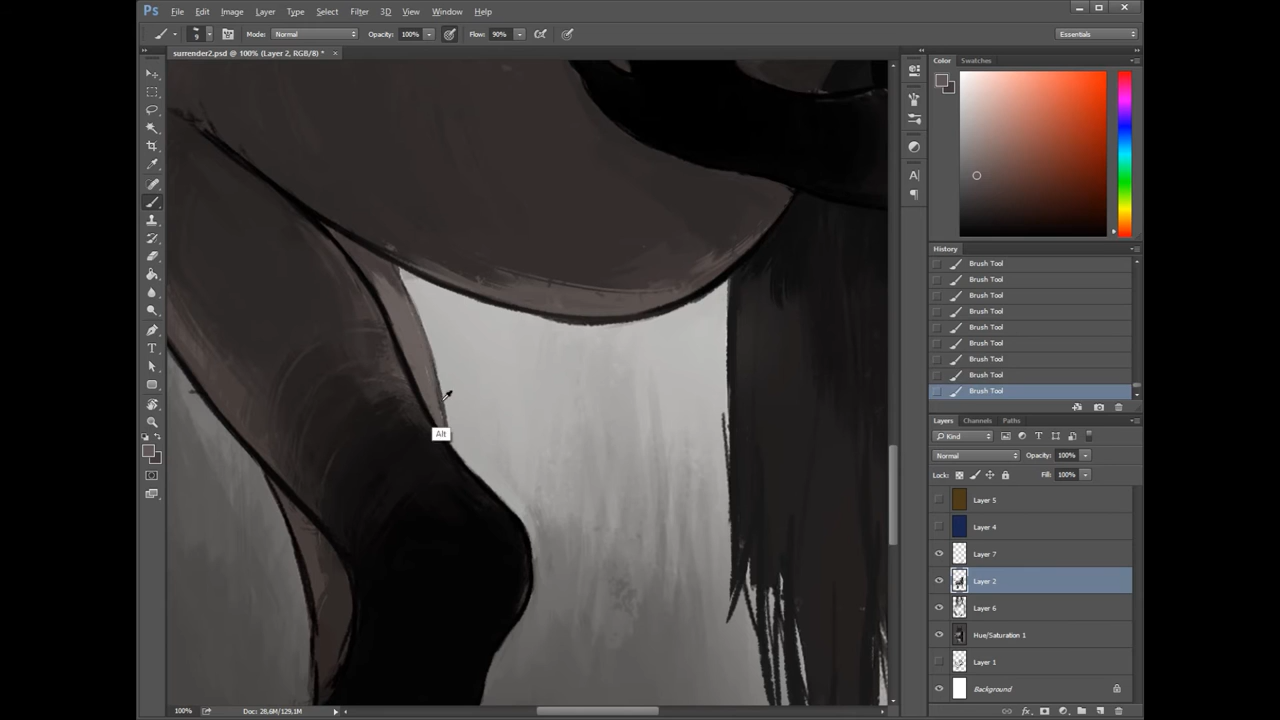 Ps File Edit Image Layer Type Select Filter 3D View Window Help
9 Mode: Normal Opacity: 100% Flow: 90% Essentials
surrender2.psd @ 100% (Layer 2, RGB/8) * ×
Color Swatches
History
Brush Tool
Brush Tool
Brush Tool
Brush Tool
Brush Tool
Brush Tool
Brush Tool
Brush Tool
Brush Tool
Alt
Layers Channels Paths
Kind
Normal Opacity: 100%
Lock: Fill: 100%
Layer 5
Layer 4
Layer 7
Layer 2
Layer 6
Hue/Saturation 1
Layer 1
Background
100% Doc: 28,6M/129,1M